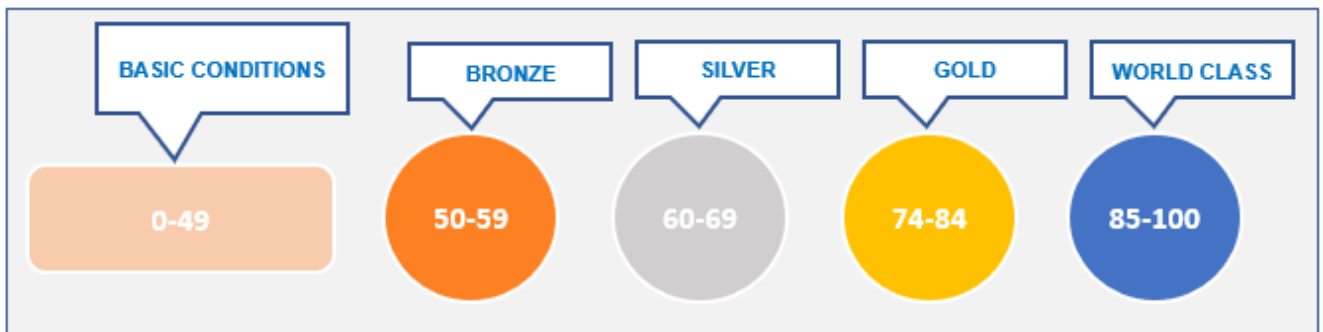 BASIC CONDITIONS
BRONZE
SILVER
GOLD
WORLD CLASS
0-49
50-59
60-69
74-84
85-100